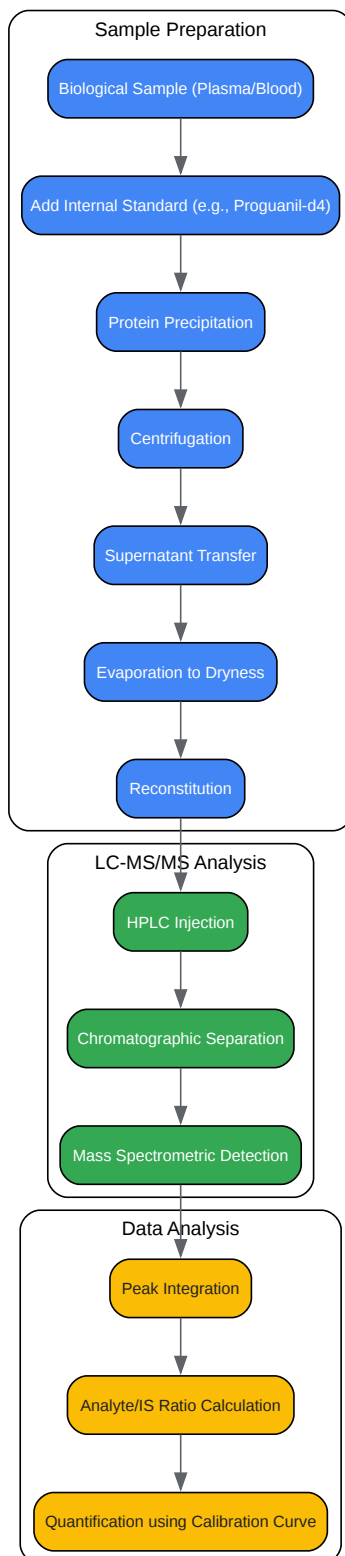 Sample Preparation
Biological Sample (Plasma/Blood)
Add Internal Standard (e.g., Proguanil-d4)
Protein Precipitation
Centrifugation
Supernatant Transfer
Evaporation to Dryness
Reconstitution
LC-MS/MS Analysis
HPLC Injection
Chromatographic Separation
Mass Spectrometric Detection
Data Analysis
Peak Integration
Analyte/IS Ratio Calculation
Quantification using Calibration Curve